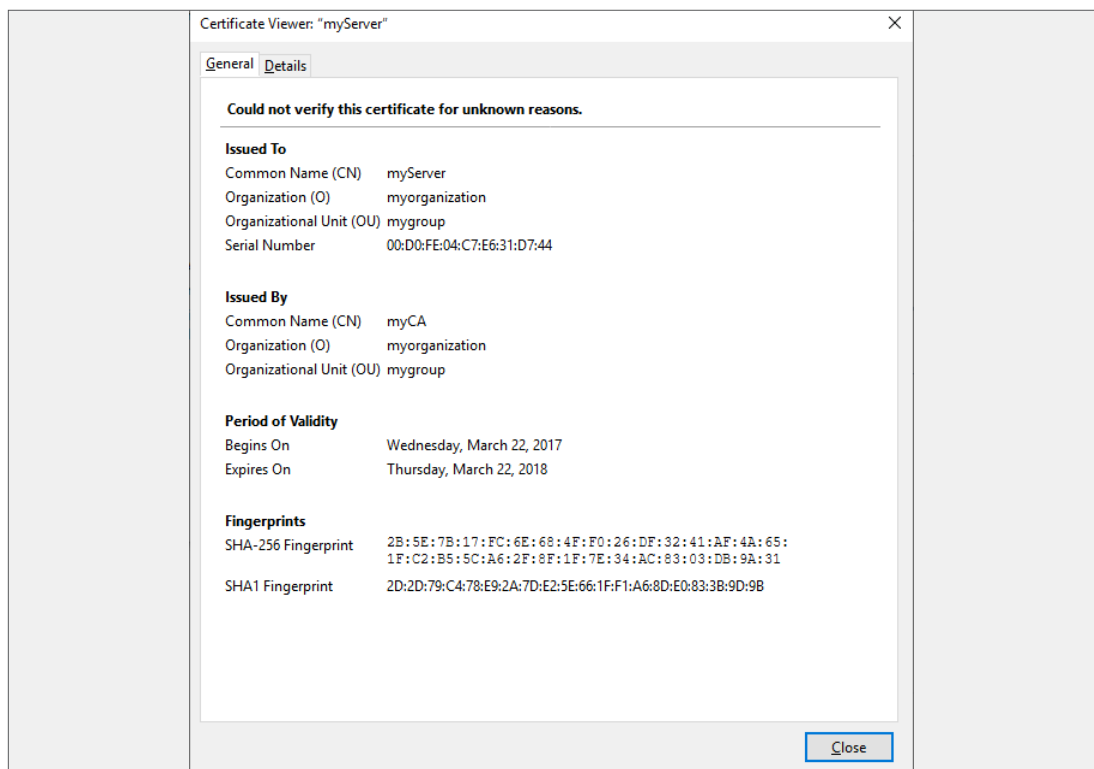 Certificate Viewer: "myServer"
General Details
Could not verify this certificate for unknown reasons.
Issued To
Common Name (CN) myServer
Organization (O) myorganization
Organizational Unit (OU) mygroup
Serial Number 00:D0:FE:04:C7:E6:31:D7:44
Issued By
Common Name (CN) myCA
Organization (O) myorganization
Organizational Unit (OU) mygroup
Period of Validity
Begins On Wednesday, March 22, 2017
Expires On Thursday, March 22, 2018
Fingerprints
SHA-256 Fingerprint 2B:5E:7B:17:FC:6E:68:4F:F0:26:DF:32:41:AF:4A:65:
1F:C2:B5:5C:A6:2F:8F:1F:7E:34:AC:83:03:DB:9A:31
SHA1 Fingerprint 2D:2D:79:C4:78:E9:2A:7D:E2:5E:66:1F:F1:A6:8D:E0:83:3B:9D:9B
Close